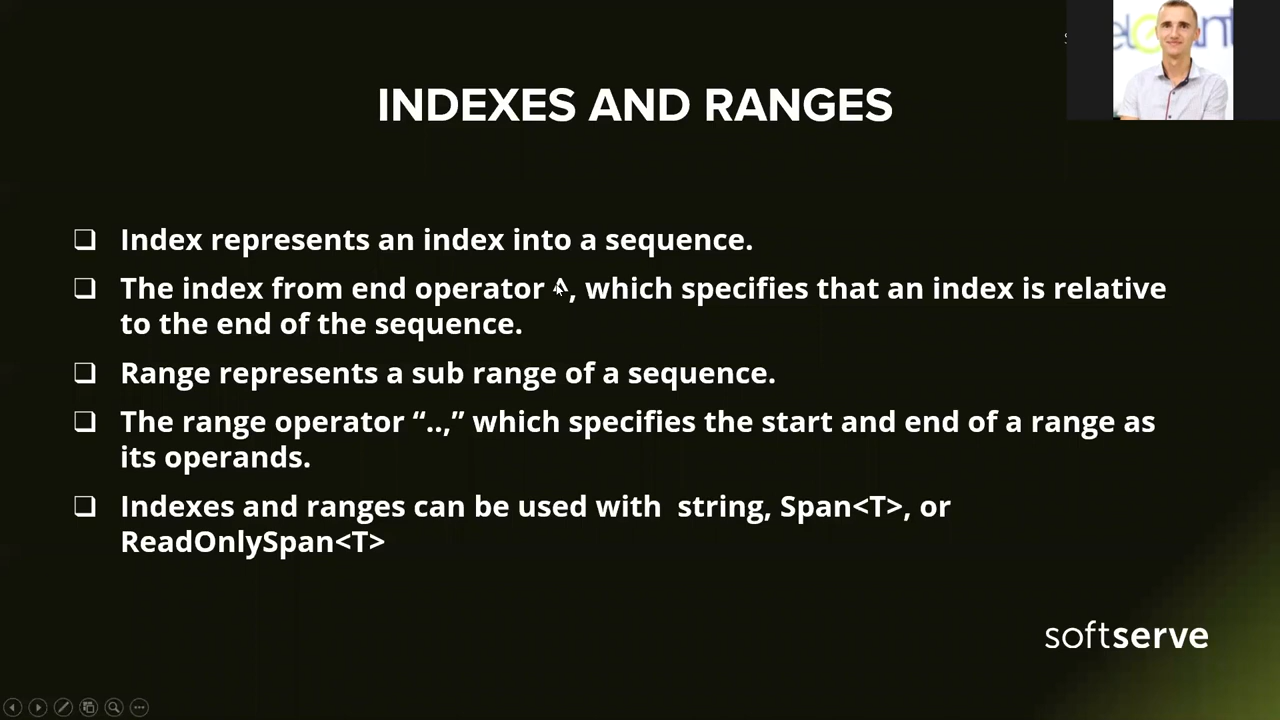 INDEXES AND RANGES
❑ Index represents an index into a sequence.
❑ The index from end operator ^, which specifies that an index is relative
to the end of the sequence.
❑ Range represents a sub range of a sequence.
❑ The range operator “..,” which specifies the start and end of a range as
its operands.
❑ Indexes and ranges can be used with  string, Span<T>, or
ReadOnlySpan<T>
softserve